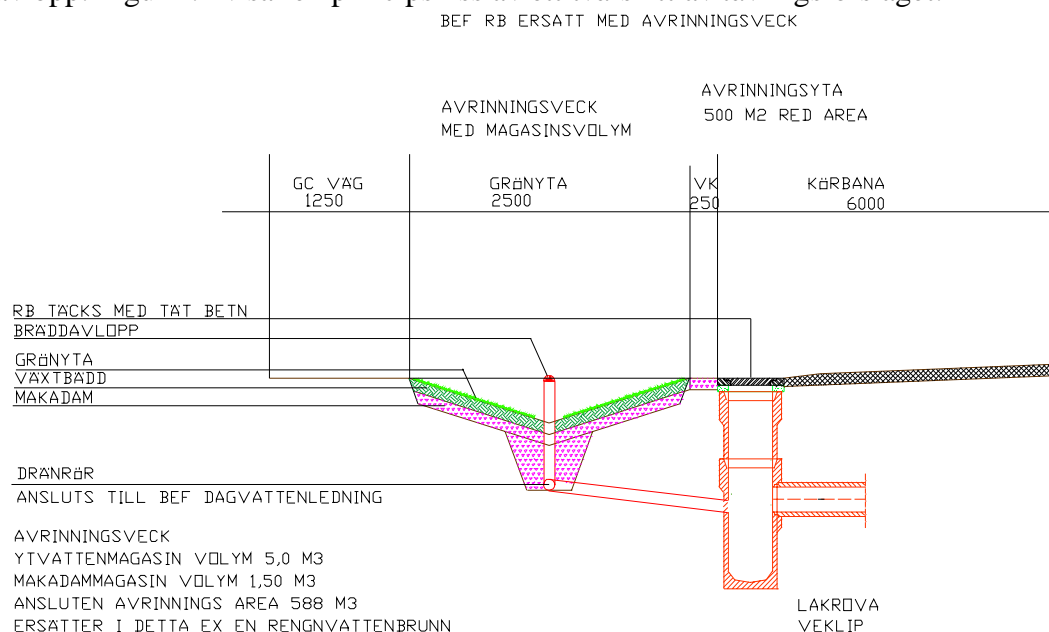 BEF RB ERSATT MED AVRINNINGSVECK
AVRINNINGSVECK
MED MAGASINSVOLYM
AVRINNINGSYTA
500 M2 RED AREA
GC VÄG
1250
GRöNYTA
2500
VK
250
KöRBANA
6000
RB TÄCKS MED TÄT BETN
BRÄDDAVLOPP
GRöNYTA
VÄXTBÄDD
MAKADAM
DRÄNRöR
ANSLUTS TILL BEF DAGVATTENLEDNING
AVRINNINGSVECK
YTVATTENMAGASIN VOLYM 5,0 M3
MAKADAMMAGASIN VOLYM 1,50 M3
ANSLUTEN AVRINNINGS AREA 588 M3
ERSÄTTER I DETTA EX EN RENGNVATTENBRUNN
LAKROVA
VEKLIP